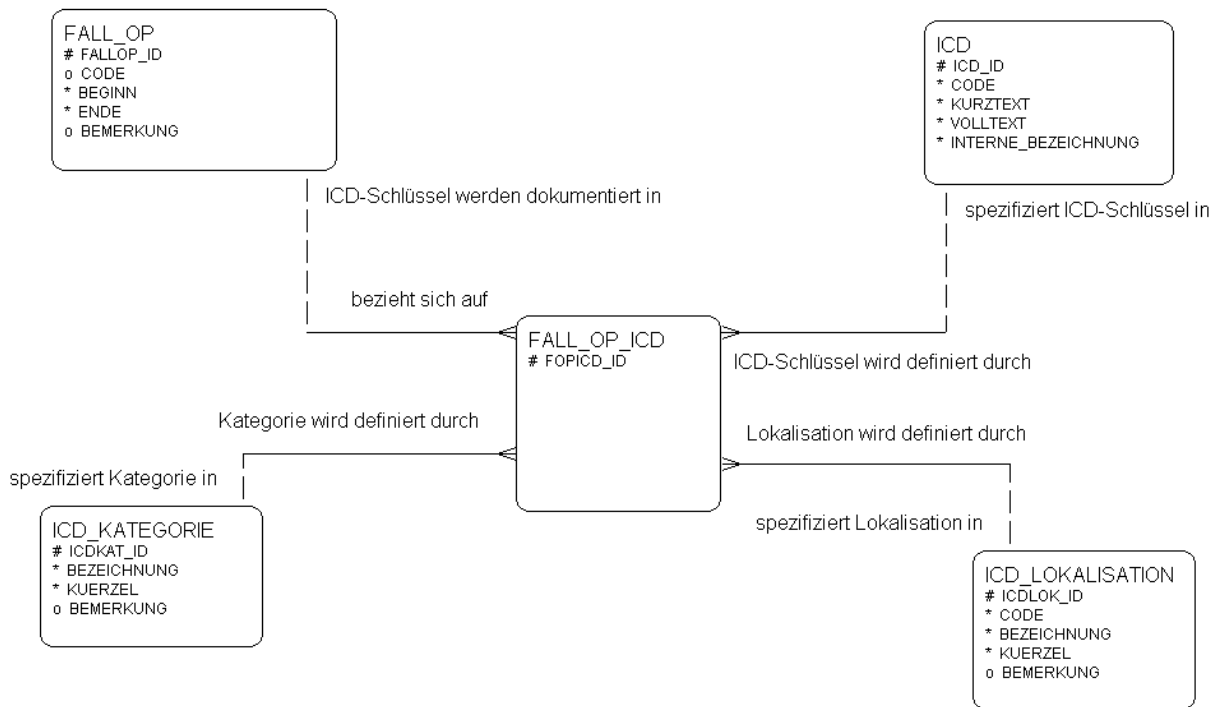 FALL_OP
# FALLOP_ID
o CODE
* BEGINN
* ENDE
o BEMERKUNG
ICD
# ICD_ID
* CODE
* KURZTEXT
* VOLLTEXT
* INTERNE_BEZEICHNUNG
ICD-Schlüssel werden dokumentiert in
spezifiziert ICD-Schlüssel in
bezieht sich auf
FALL_OP_ICD
# FOPICD_ID
ICD-Schlüssel wird definiert durch
Kategorie wird definiert durch
Lokalisation wird definiert durch
spezifiziert Kategorie in
ICD_KATEGORIE
# ICDKAT_ID
* BEZEICHNUNG
* KUERZEL
o BEMERKUNG
spezifiziert Lokalisation in
ICD_LOKALISATION
# ICDLOK_ID
* CODE
* BEZEICHNUNG
* KUERZEL
o BEMERKUNG